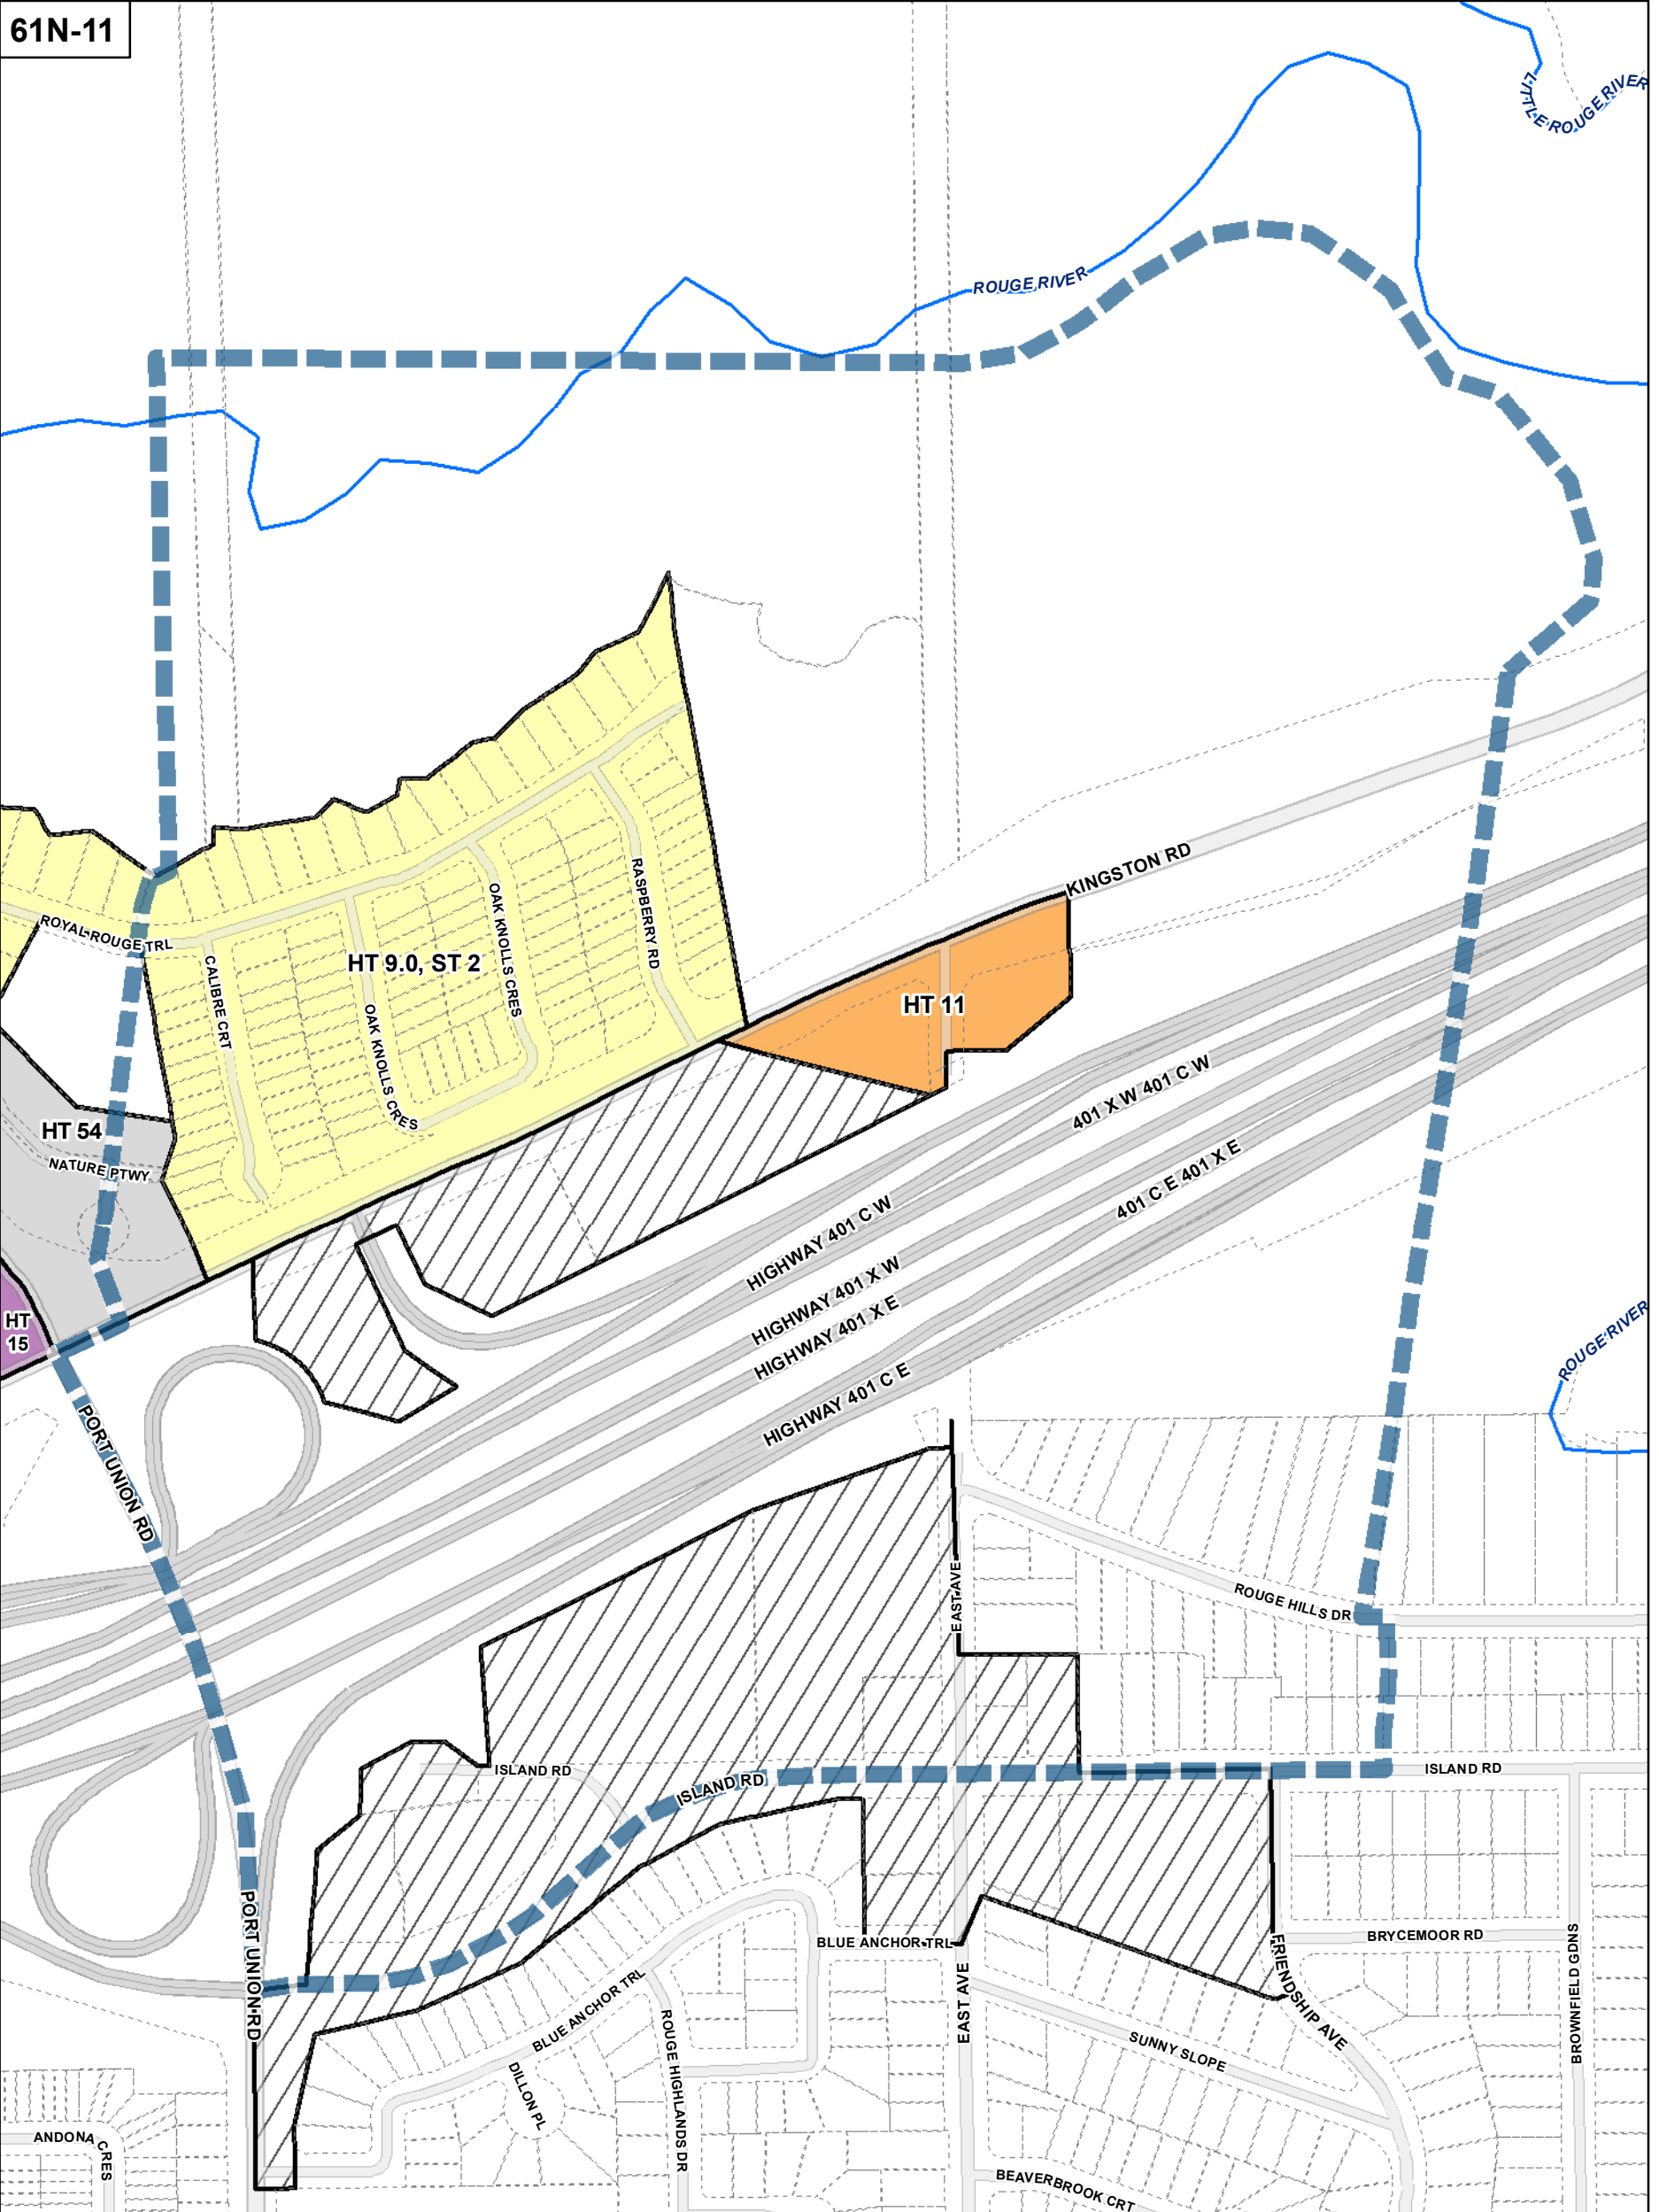 61N-11
LITTLE ROUGE RIVER
ROUGE RIVER
KINGSTON RD
RASPBERRY RD
OAK KNOLLS CRES
ROYAL ROUGE TRL
HT 9.0, ST 2
CALIBRE CRT
HT 11
OAK KNOLLS CRES
401 X W 401 C W
HT 54
NATURE PTWY
401 C E 401 X E
HIGHWAY 401 C W
HT
15
HIGHWAY 401 X W
HIGHWAY 401 X E
ROUGE RIVER
HIGHWAY 401 C E
PORT UNION RD
EAST AVE
ROUGE HILLS DR
ISLAND RD
ISLAND RD
ISLAND RD
PORT UNION RD
BLUE ANCHOR TRL
BRYCEMOOR RD
FRIENDSHIP AVE
BROWNFIELD GDNS
EAST AVE
BLUE ANCHOR TRL
ROUGE HIGHLANDS DR
SUNNY SLOPE
DILLON PL
ANDONA CRES
BEAVERBROOK CRT